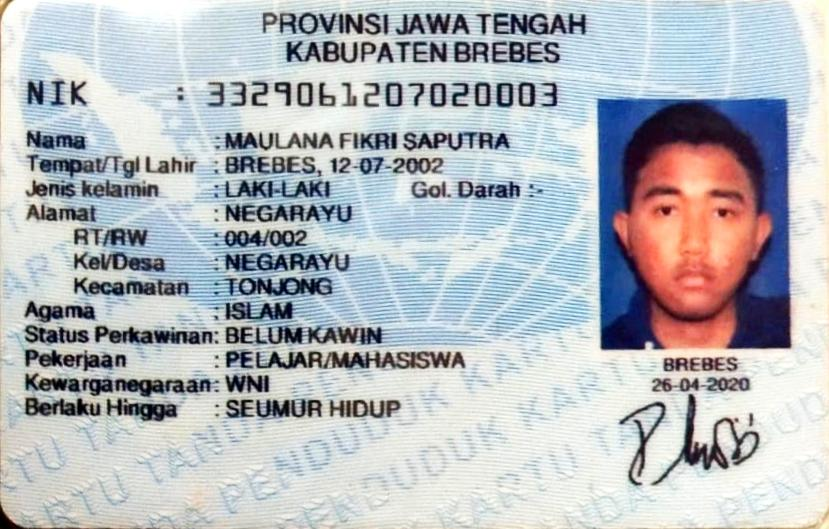 PROVINSI JAWA TENGAH
KABUPATEN BREBES
NIK : 3329061207020003
Nama : MAULANA FIKRI SAPUTRA
Tempat/Tgl Lahir : BREBES, 12-07-2002
Jenis kelamin : LAKI-LAKI Gol. Darah :-
Alamat : NEGARAYU
RT/RW : 004/002
Kel/Desa : NEGARAYU
Kecamatan : TONJONG
Agama : ISLAM
Status Perkawinan: BELUM KAWIN
Pekerjaan : PELAJAR/MAHASISWA
Kewarganegaraan: WNI
Berlaku Hingga : SEUMUR HIDUP
BREBES
26-04-2020